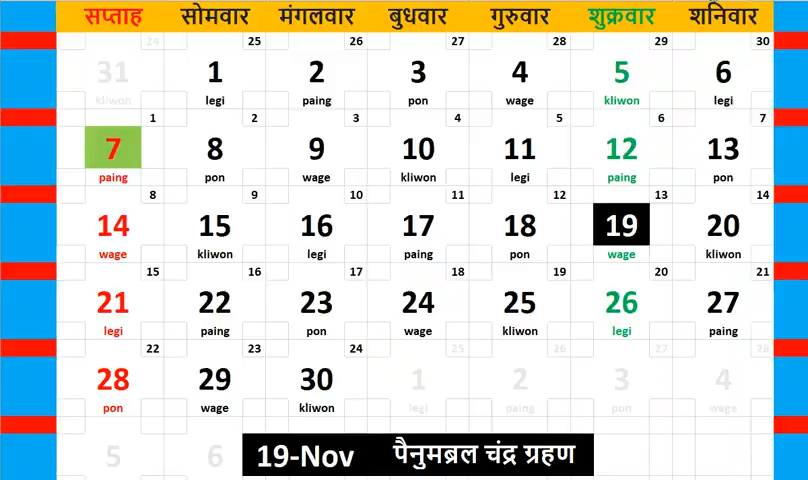 सप्ताह सोमवार मंगलवार बुधवार गुरुवार शुक्रवार शनिवार
24 25 26 27 28 29 30
31 1 2 3 4 5 6
kliwon legi paing pon wage kliwon legi
1 2 3 4 5 6 7
7 8 9 10 11 12 13
paing pon wage kliwon legi paing pon
8 9 10 11 12 13 14
14 15 16 17 18 19 20
wage kliwon legi paing pon wage kliwon
15 16 17 18 19 20 21
21 22 23 24 25 26 27
legi paing pon wage kliwon legi paing
22 23 24 25 26 27 28
28 29 30 1 2 3 4
pon wage kliwon legi paing pon wage
5 6
19-Nov पैनुमब्रल चंद्र ग्रहण